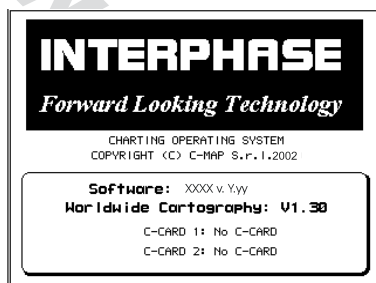 INTERPHASE
Forward Looking Technology
CHARTING OPERATING SYSTEM
COPYRIGHT (C) C-MAP S.r.l.2002
Software: XXXX v. Y.yy
Worldwide Cartography: V1.30
C-CARD 1: No C-CARD
C-CARD 2: No C-CARD